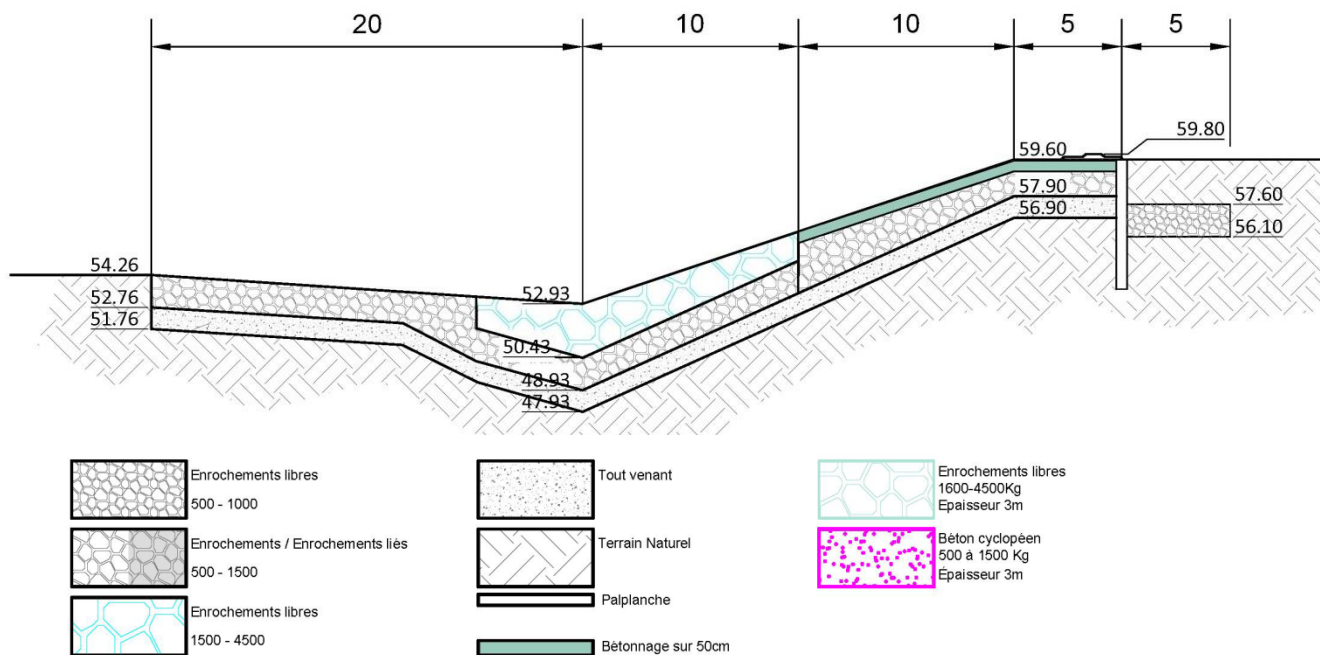 20
10
10
5
5
59.80
59.60
57.90
56.90
57.60
56.10
54.26
52.76
51.76
52.93
50.43
48.93
47.93
Enrochements libres
500 - 1000
Enrochements / Enrochements liés
500 - 1500
Enrochements libres
1500 - 4500
Tout venant
Terrain Naturel
Palplanche
Bétonnage sur 50cm
Enrochements libres
1600-4500Kg
Epaisseur 3m
Béton cyclopéen
500 à 1500 Kg
Épaisseur 3m